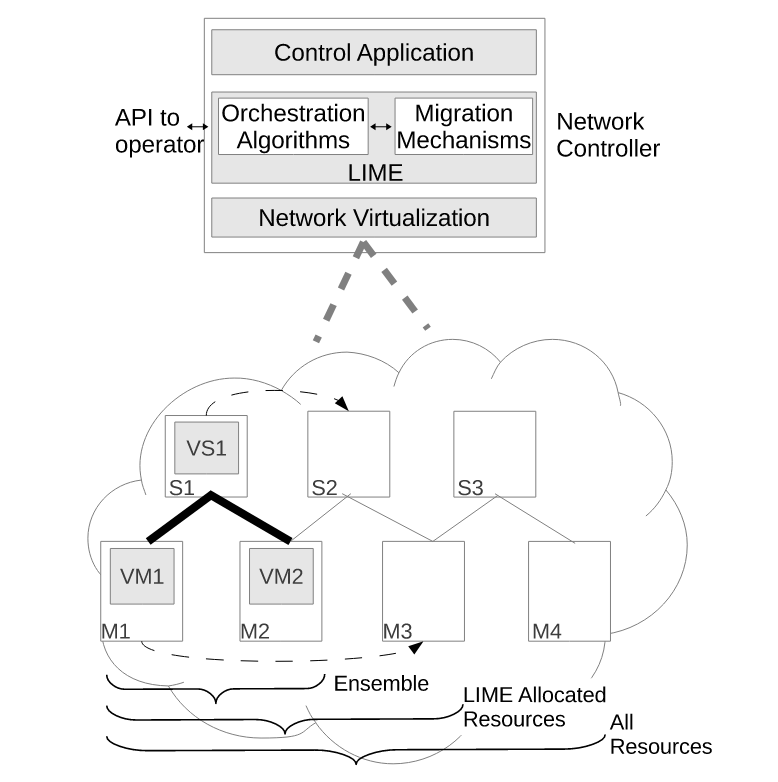 Control Application
API to
operator
Orchestration
Algorithms
Migration
Mechanisms
LIME
Network
Controller
Network Virtualization
VS1
S1
S2
S3
VM1
VM2
M1
M2
M3
M4
Ensemble
LIME Allocated
Resources
All
Resources